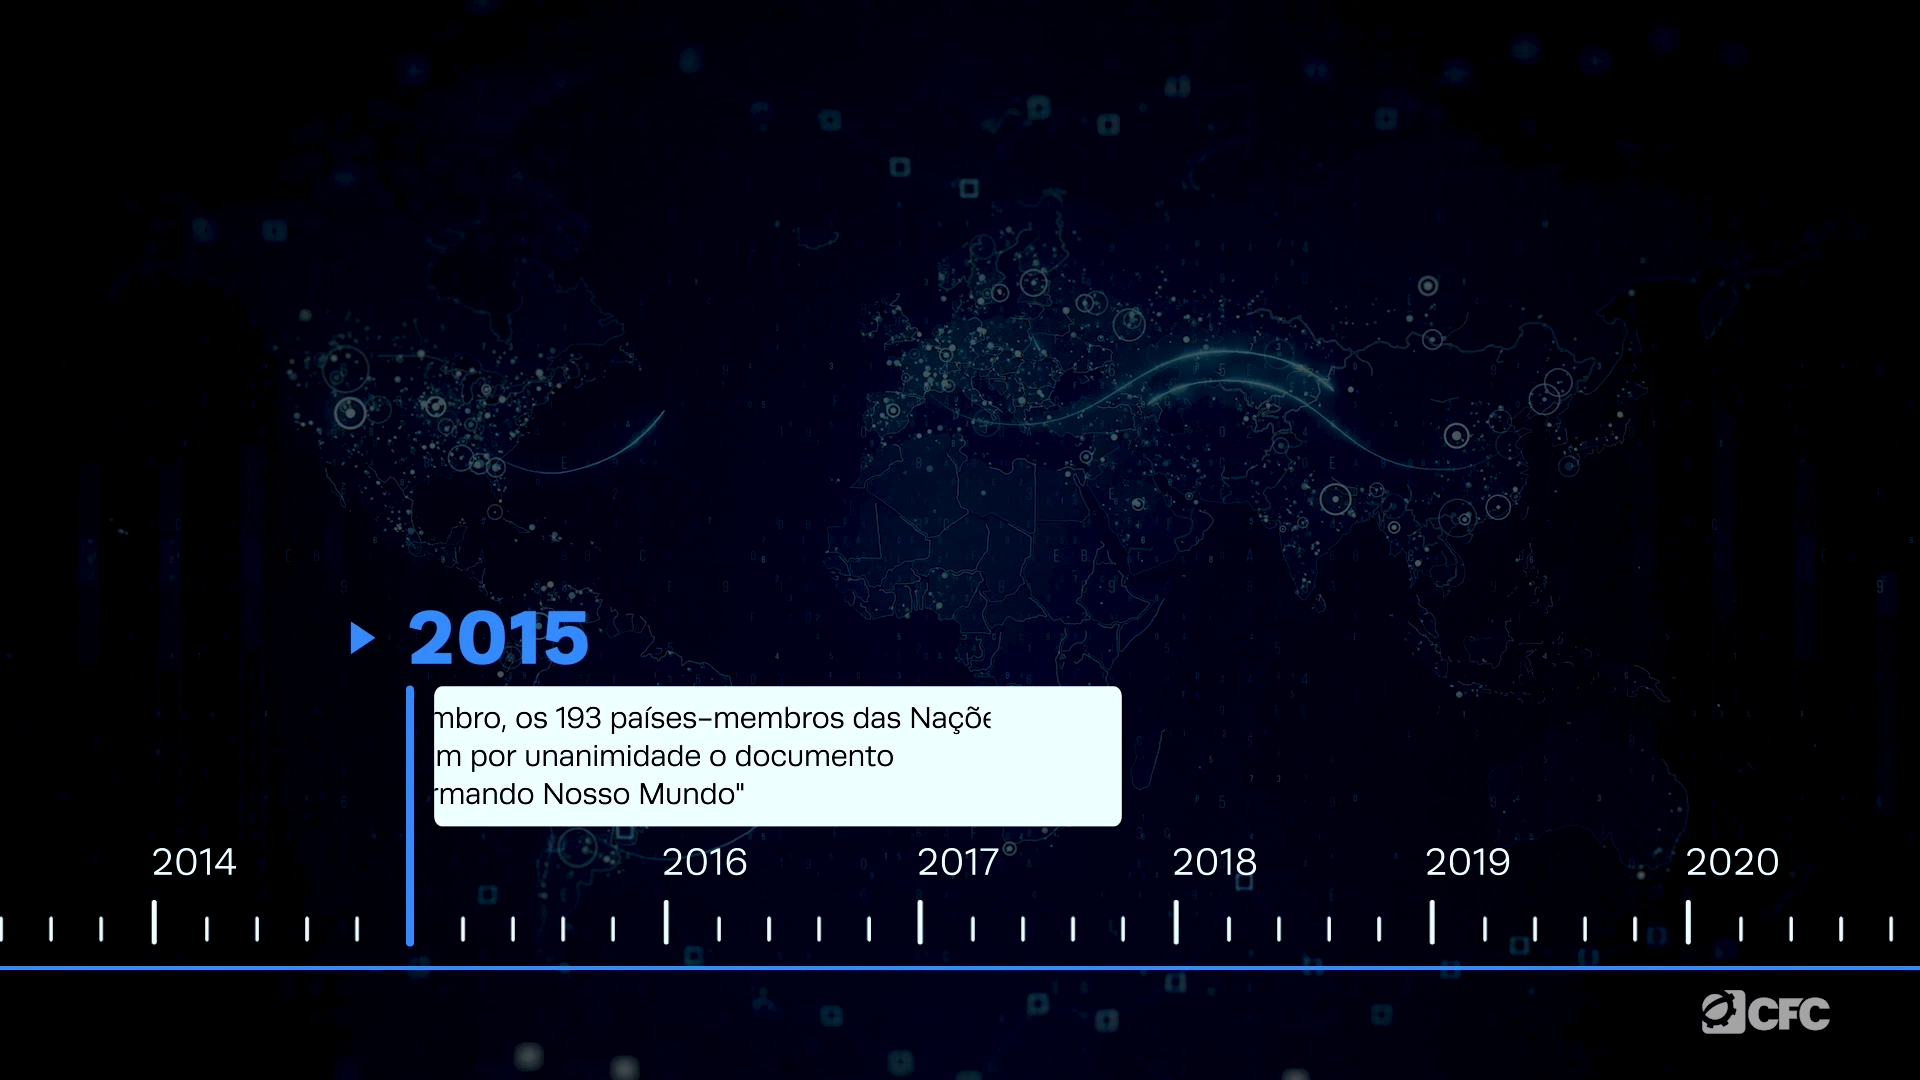 2015
mbro, os 193 países-membros das Naçõe
m por unanimidade o documento
rmando Nosso Mundo"
2014
2016
2017
2018
2019
2020
CFC